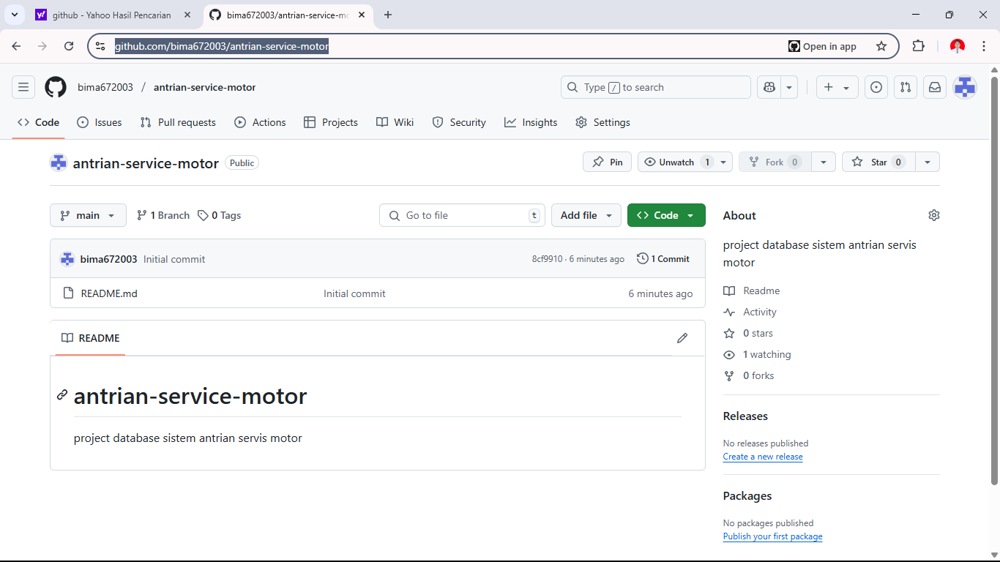 github - Yahoo Hasil Pencarian
bima672003/antrian-service-mo
github.com/bima672003/antrian-service-motor
Open in app
bima672003 / antrian-service-motor
Type / to search
Code Issues Pull requests Actions Projects Wiki Security Insights Settings
antrian-service-motor Public
Pin Unwatch 1 Fork 0 Star 0
main 1 Branch 0 Tags Go to file t Add file Code
bima672003 Initial commit 8cf9910 · 6 minutes ago 1 Commit
README.md Initial commit 6 minutes ago
README
antrian-service-motor
project database sistem antrian servis motor
About
project database sistem antrian servis
motor
Readme
Activity
0 stars
1 watching
0 forks
Releases
No releases published
Create a new release
Packages
No packages published
Publish your first package